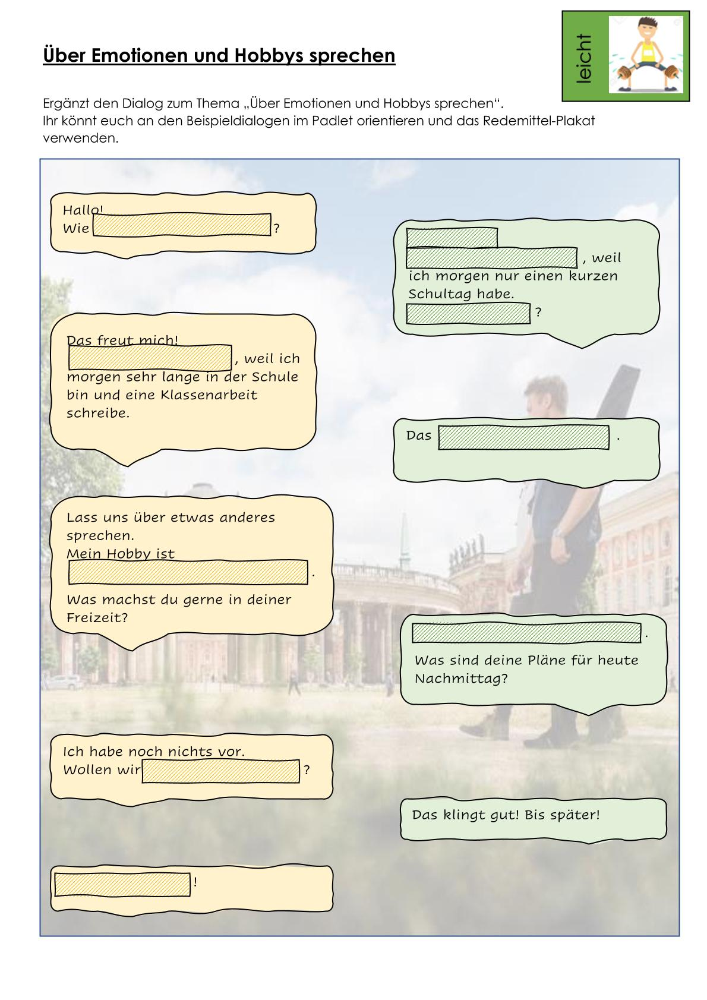 leicht
Über Emotionen und Hobbys sprechen
Ergänzt den Dialog zum Thema „Über Emotionen und Hobbys sprechen“.
Ihr könnt euch an den Beispieldialogen im Padlet orientieren und das Redemittel-Plakat
verwenden.
Hallo!
Wie ?
, weil
ich morgen nur einen kurzen
Schultag habe.
?
Das freut mich!
, weil ich
morgen sehr lange in der Schule
bin und eine Klassenarbeit
schreibe.
Das .
Lass uns über etwas anderes
sprechen.
Mein Hobby ist
.
Was machst du gerne in deiner
Freizeit?
.
Was sind deine Pläne für heute
Nachmittag?
Ich habe noch nichts vor.
Wollen wir ?
Das klingt gut! Bis später!
!